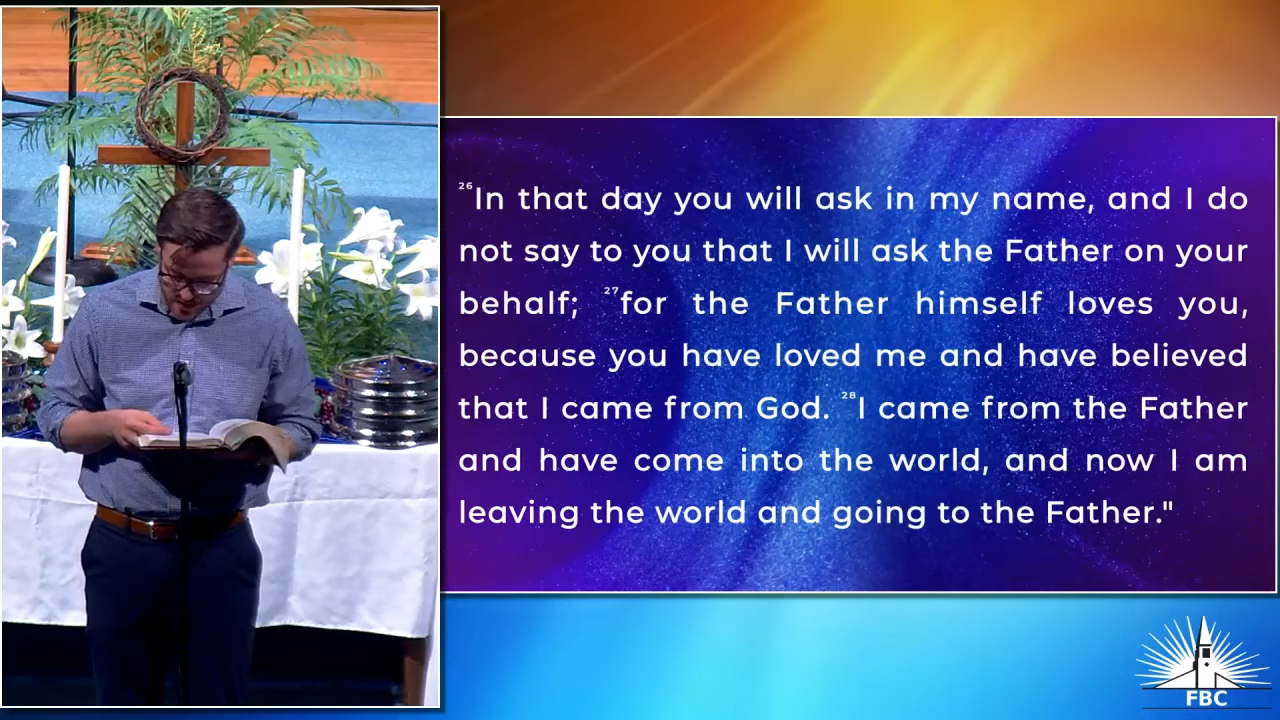 ²⁶In that day you will ask in my name, and I do
not say to you that I will ask the Father on your
behalf; ²⁷for the Father himself loves you,
because you have loved me and have believed
that I came from God. ²⁸I came from the Father
and have come into the world, and now I am
leaving the world and going to the Father."
FBC